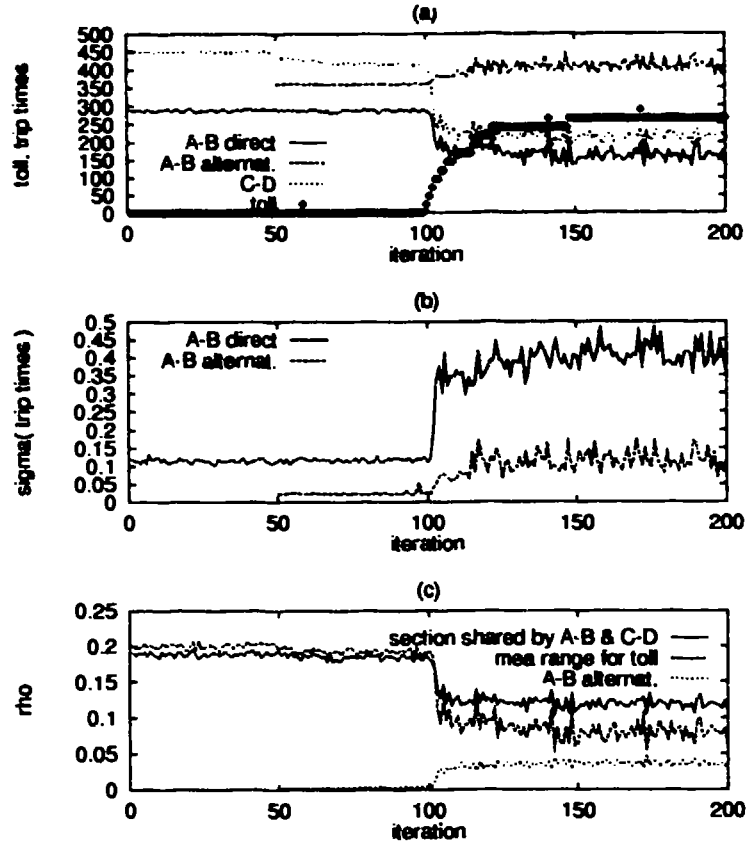 (a)
500
450
400
350
300
250
200
150
100
50
0
toll, trip times
A-B direct
A-B alternat.
C-D
toll
0 50 100 150 200
iteration
(b)
0.5
0.45
0.4
0.35
0.3
0.25
0.2
0.15
0.1
0.05
0
sigma( trip times )
A-B direct
A-B alternat.
0 50 100 150 200
iteration
(c)
0.25
0.2
0.15
0.1
0.05
0
rho
section shared by A-B & C-D
mea range for toll
A-B alternat.
0 50 100 150 200
iteration